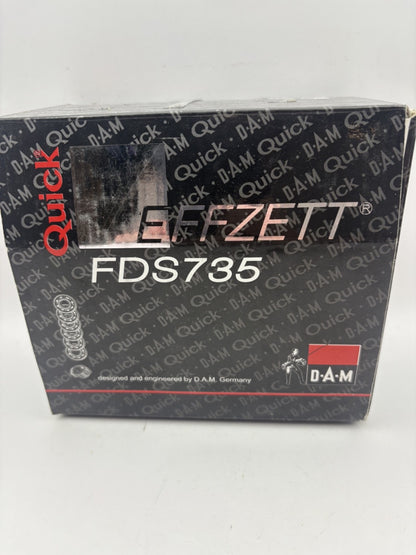 Quick
EFFZETT®
FDS735
designed and engineered by D.A.M. Germany
D·A·M